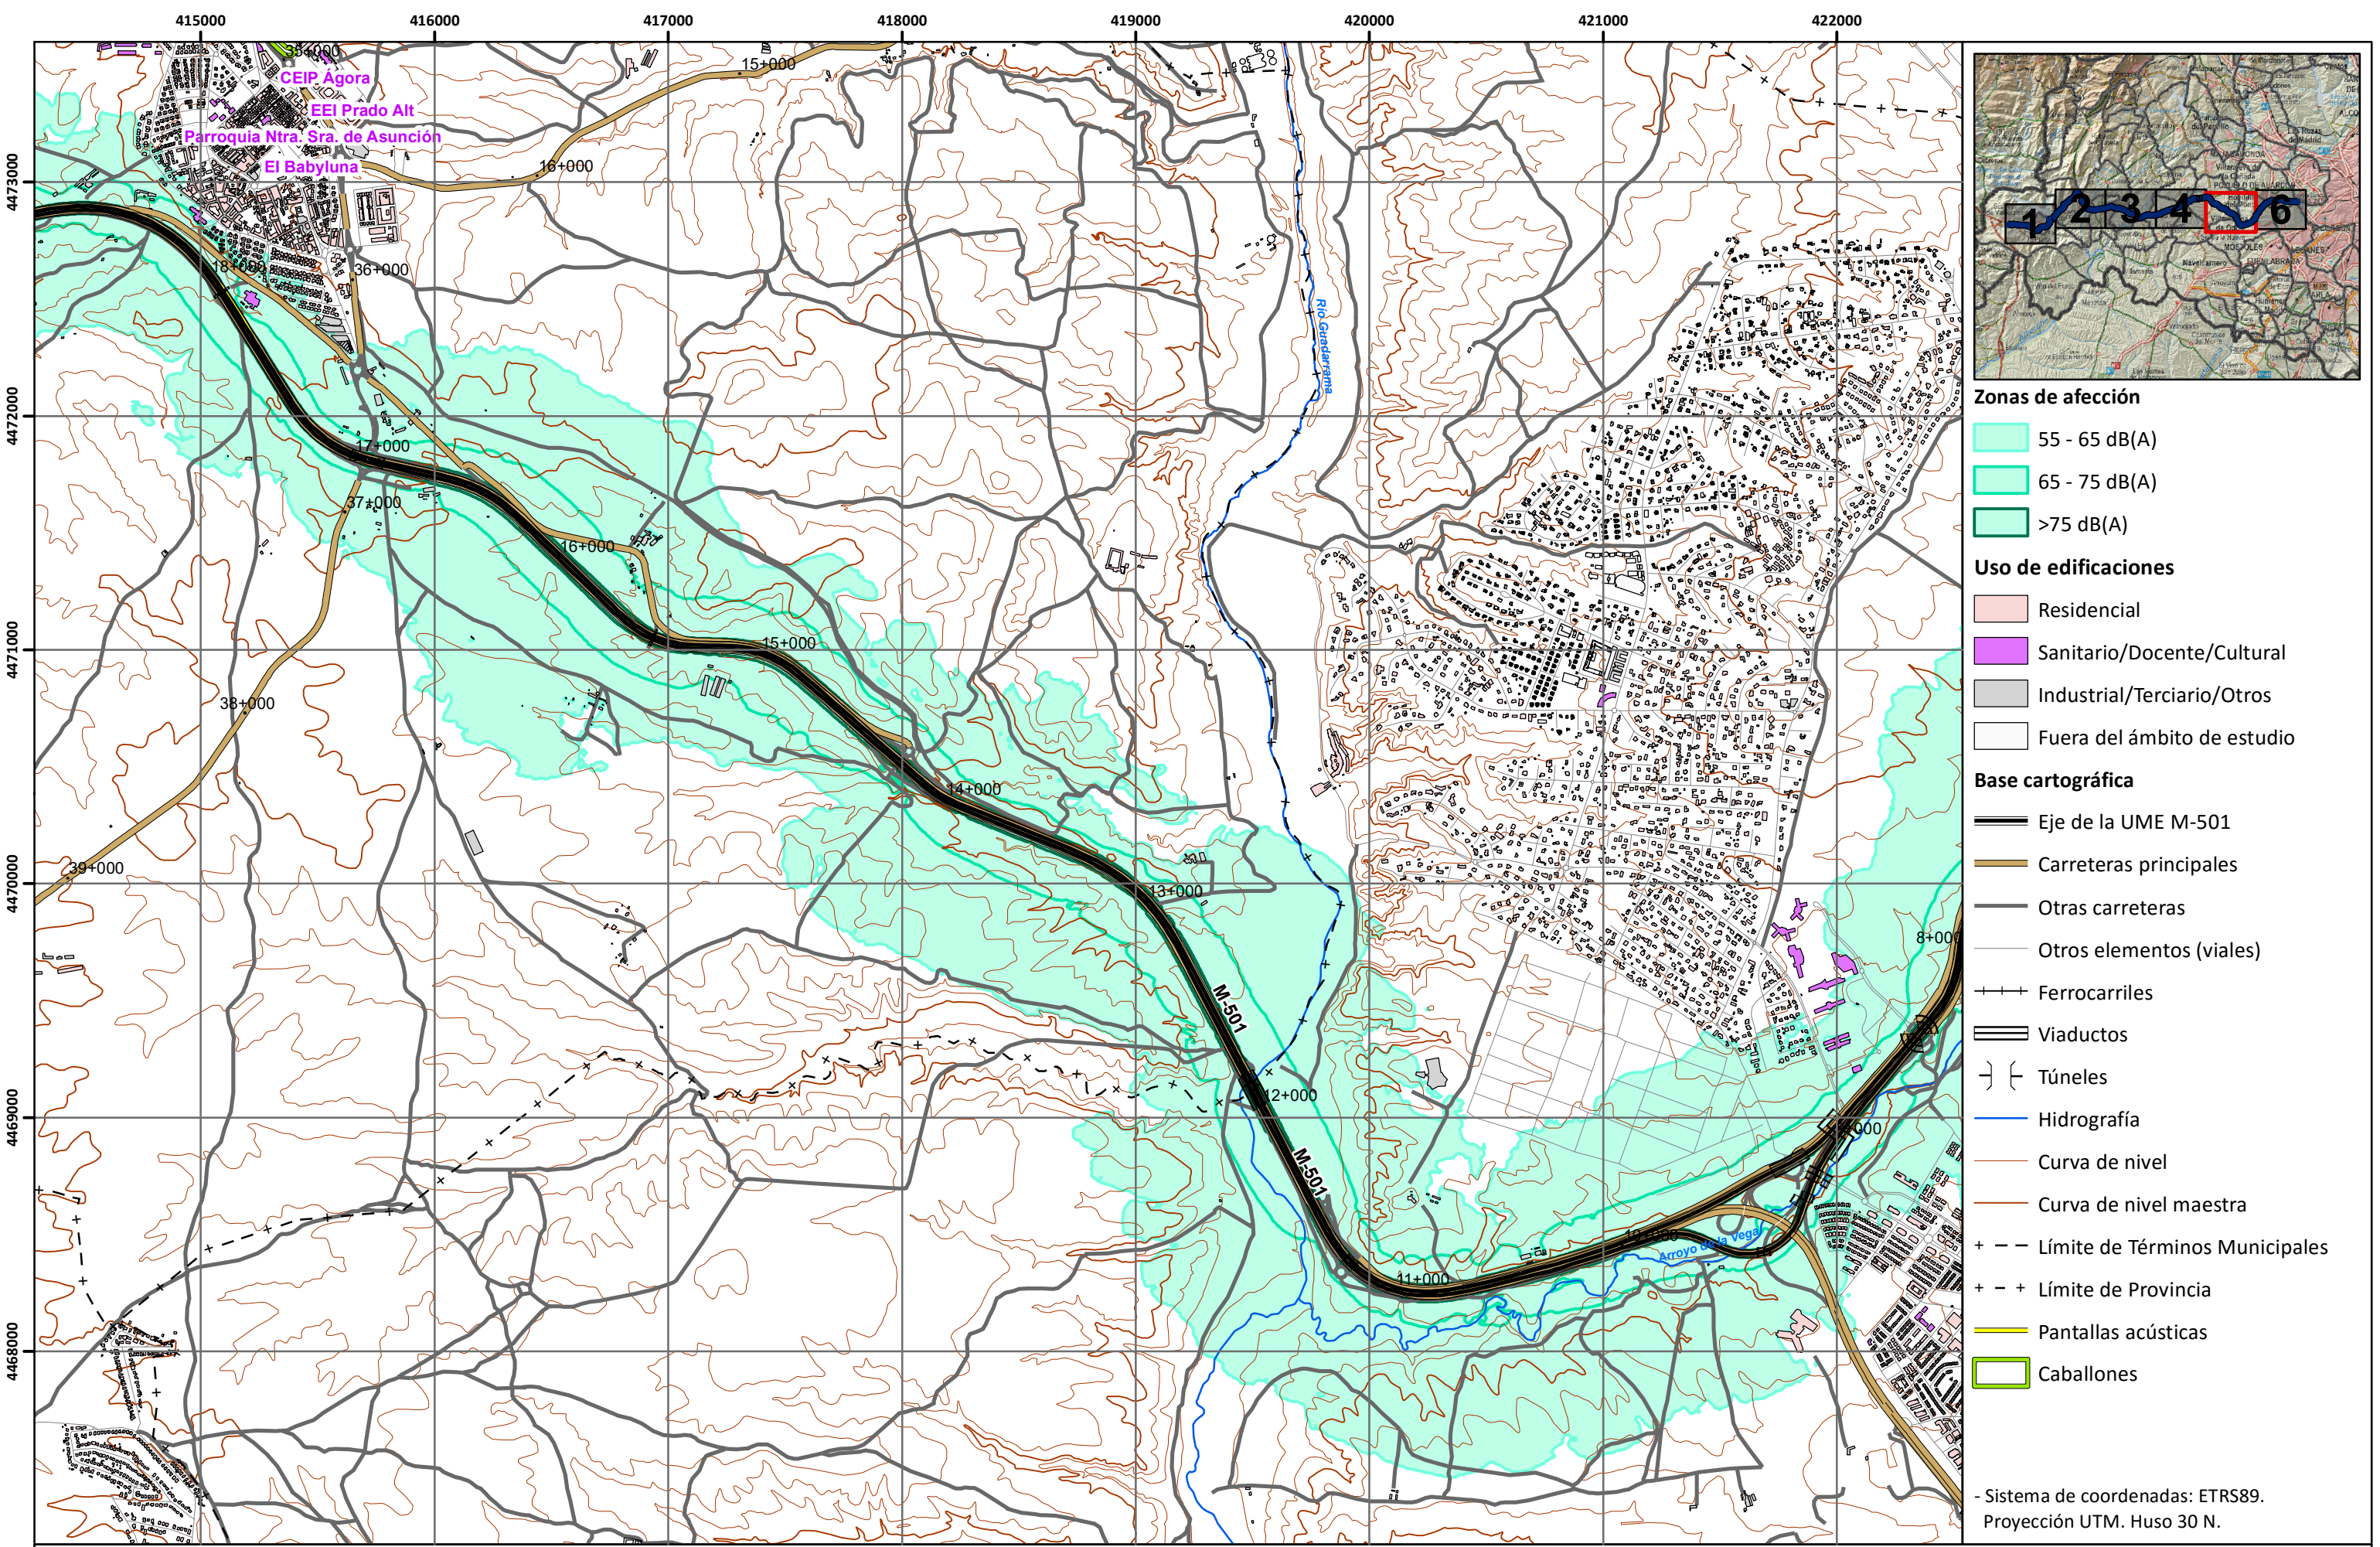 415000
416000
417000
418000
419000
420000
421000
422000
4473000
4472000
4471000
4470000
4469000
4468000
35+000
CEIP Ágora
EEI Prado Alt
Parroquia Ntra. Sra. de Asunción
El Babyluna
15+000
16+000
18+000
36+000
Río Guadarrama
17+000
37+000
16+000
15+000
38+000
14+000
39+000
13+000
8+000
M-501
12+000
M-501
000
10+000
Arroyo de la Vega
11+000
1
2
3
4
6
Zonas de afección
55 - 65 dB(A)
65 - 75 dB(A)
>75 dB(A)
Uso de edificaciones
Residencial
Sanitario/Docente/Cultural
Industrial/Terciario/Otros
Fuera del ámbito de estudio
Base cartográfica
Eje de la UME M-501
Carreteras principales
Otras carreteras
Otros elementos (viales)
Ferrocarriles
Viaductos
Túneles
Hidrografía
Curva de nivel
Curva de nivel maestra
Límite de Términos Municipales
Límite de Provincia
Pantallas acústicas
Caballones
- Sistema de coordenadas: ETRS89.
Proyección UTM. Huso 30 N.